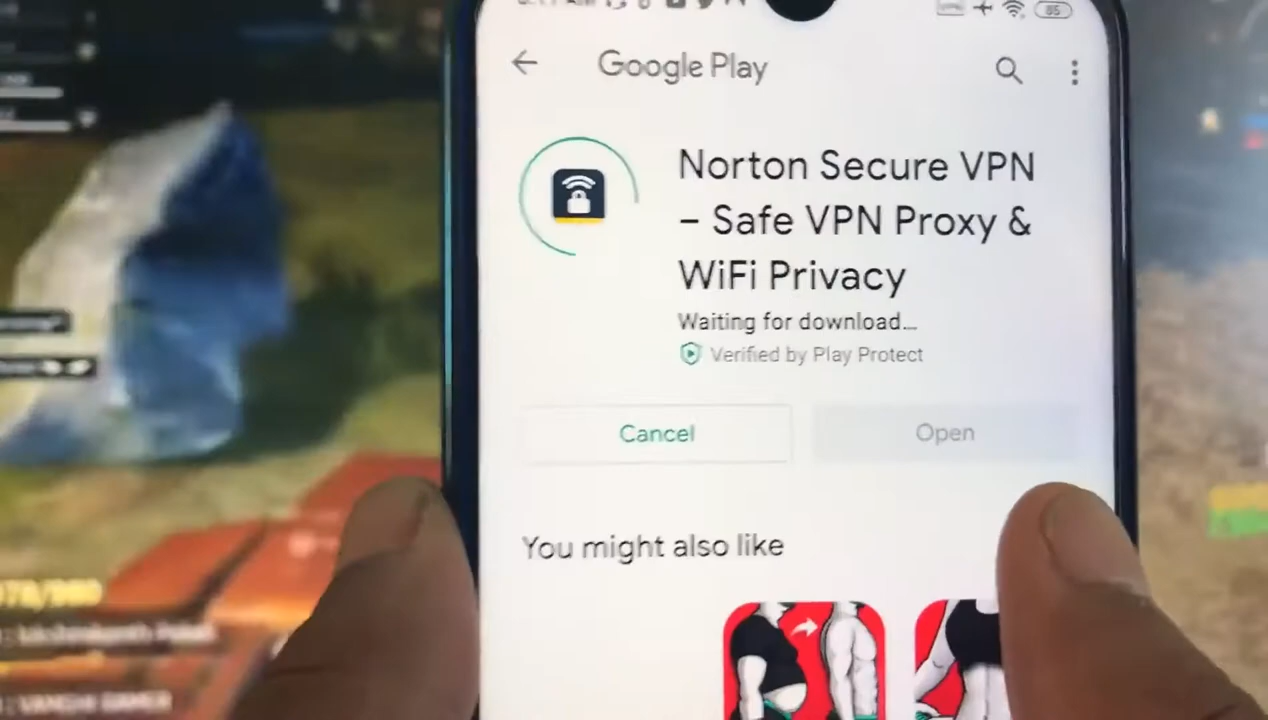 85
Google Play
Norton Secure VPN
– Safe VPN Proxy &
WiFi Privacy
Waiting for download...
Verified by Play Protect
Cancel
Open
You might also like